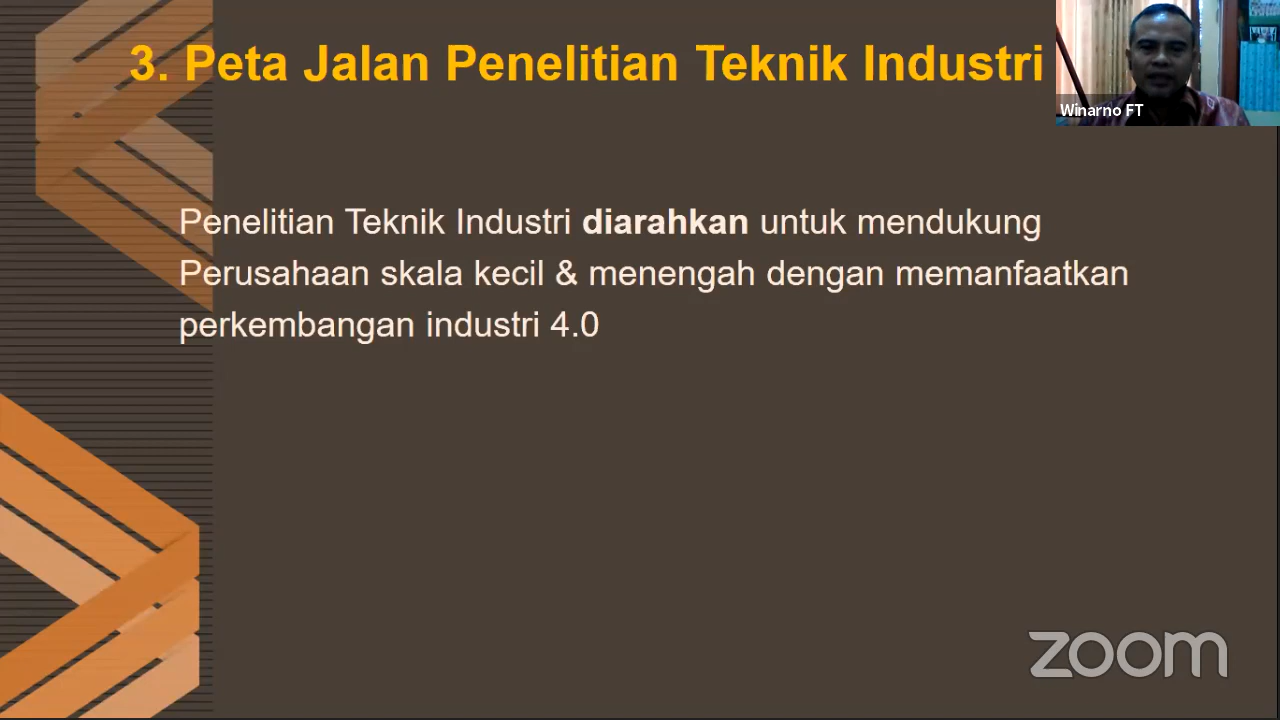 3. Peta Jalan Penelitian Teknik Industri
Winarno FT
Penelitian Teknik Industri diarahkan untuk mendukung
Perusahaan skala kecil & menengah dengan memanfaatkan
perkembangan industri 4.0
zoom